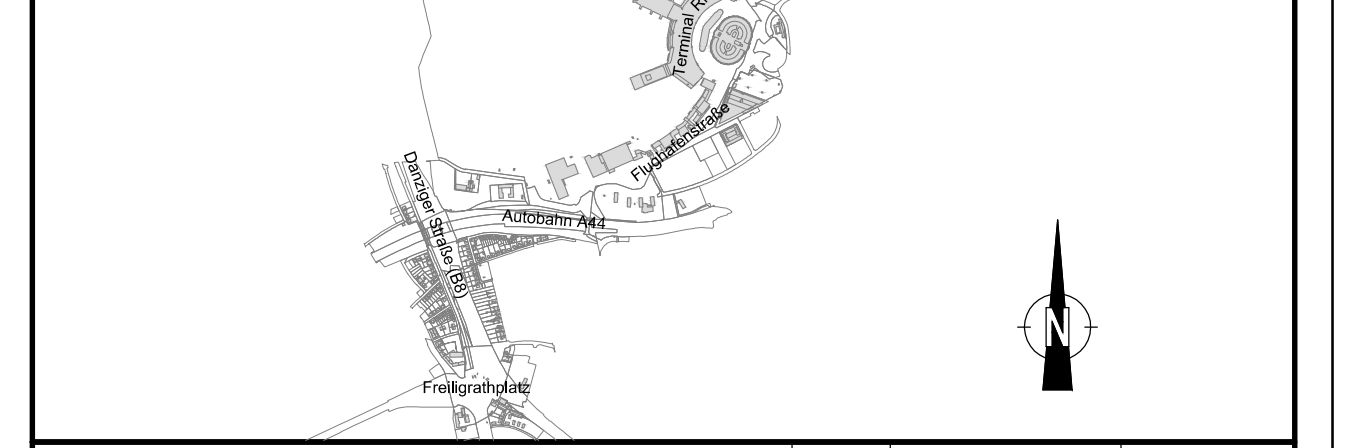 Terminal
Flughafenstraße
Danziger Straße (B8)
Autobahn A44
N
Freiligrathplatz